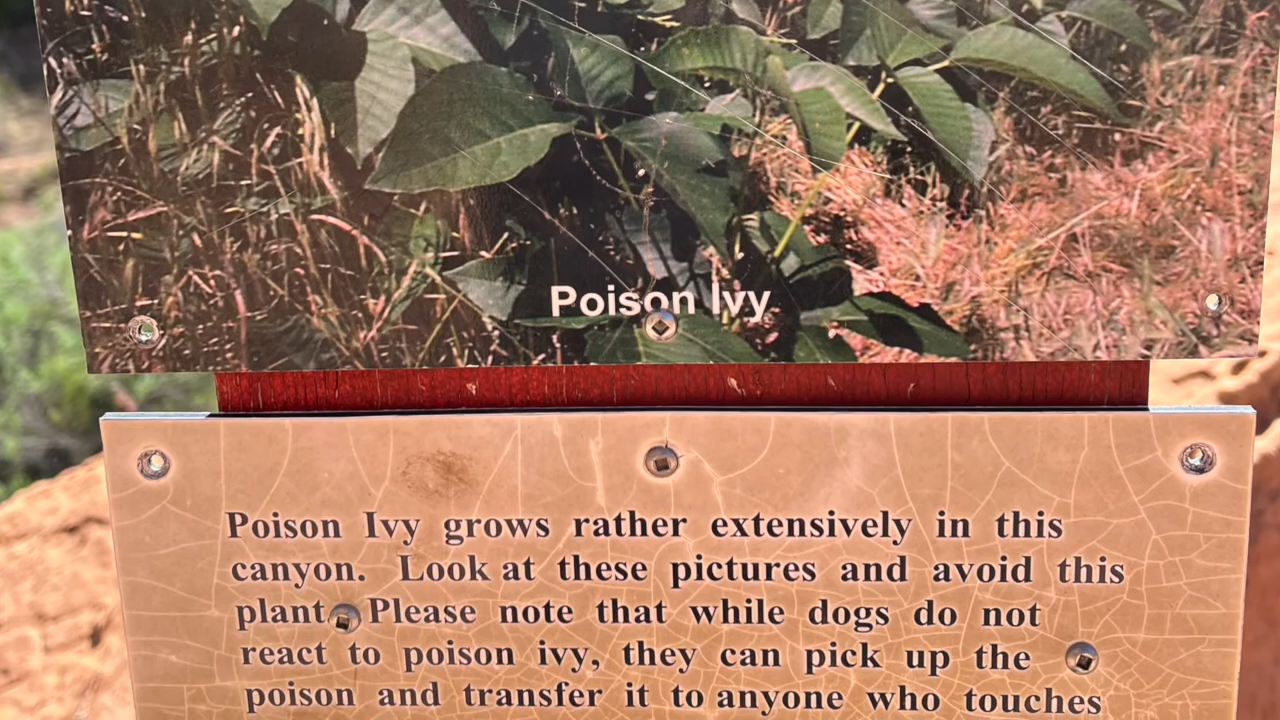 Poison Ivy
Poison Ivy grows rather extensively in this
canyon. Look at these pictures and avoid this
plant Please note that while dogs do not
react to poison ivy, they can pick up the
poison and transfer it to anyone who touches